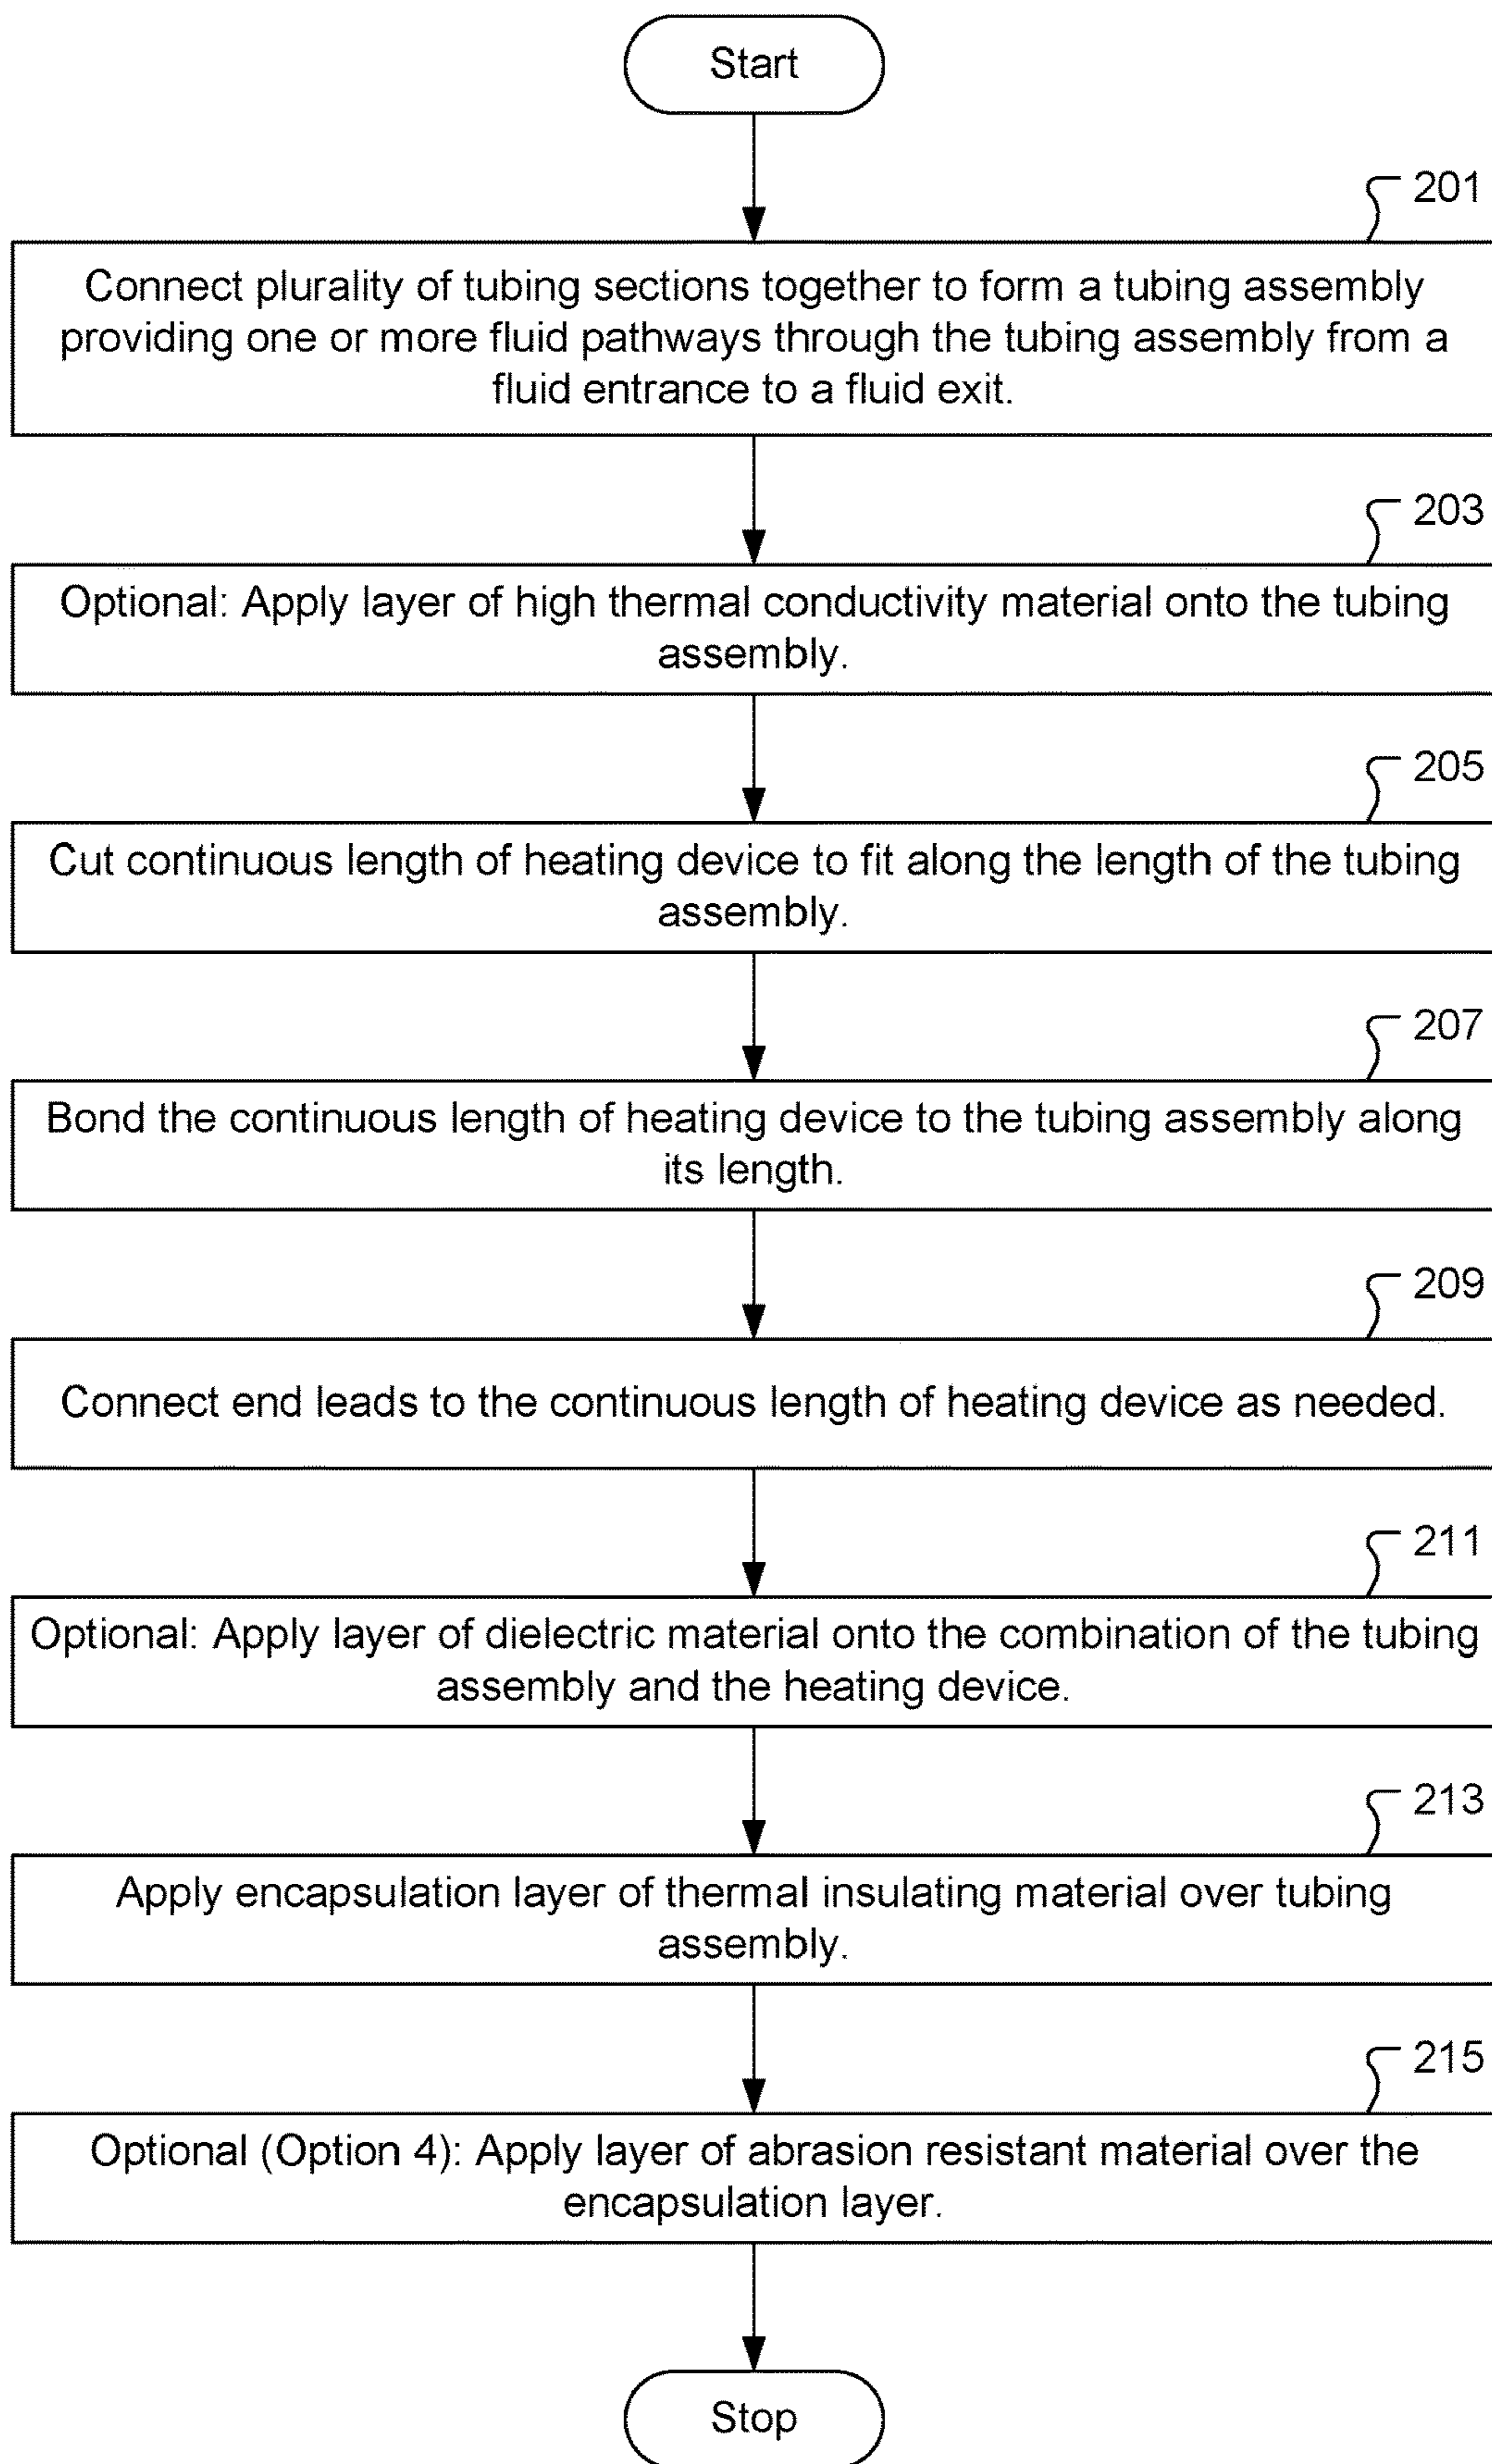 Start
201
Connect plurality of tubing sections together to form a tubing assembly
providing one or more fluid pathways through the tubing assembly from a
fluid entrance to a fluid exit.
203
Optional: Apply layer of high thermal conductivity material onto the tubing
assembly.
205
Cut continuous length of heating device to fit along the length of the tubing
assembly.
207
Bond the continuous length of heating device to the tubing assembly along
its length.
209
Connect end leads to the continuous length of heating device as needed.
211
Optional: Apply layer of dielectric material onto the combination of the tubing
assembly and the heating device.
213
Apply encapsulation layer of thermal insulating material over tubing
assembly.
215
Optional (Option 4): Apply layer of abrasion resistant material over the
encapsulation layer.
Stop